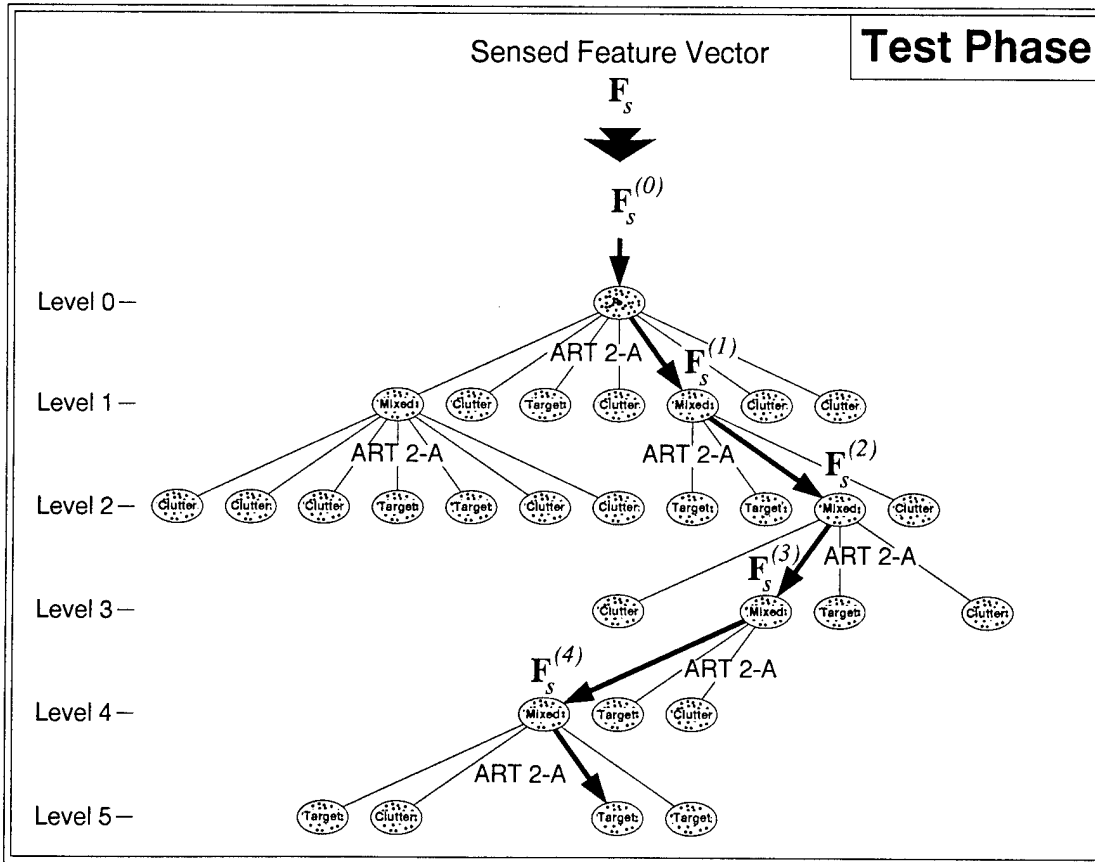 Test Phase
Sensed Feature Vector
F_s
F_s^(0)
Level 0
ART 2-A F_s^(1)
Level 1 Mixed Clutter Target Clutter Mixed Clutter Clutter
ART 2-A ART 2-A F_s^(2)
Level 2 Clutter Clutter Clutter Target Target Clutter Clutter Target Target Mixed Clutter
F_s^(3) ART 2-A
Level 3 Clutter Mixed Target Clutter
F_s^(4) ART 2-A
Level 4 Mixed Target Clutter
ART 2-A
Level 5 Target Clutter Target Target